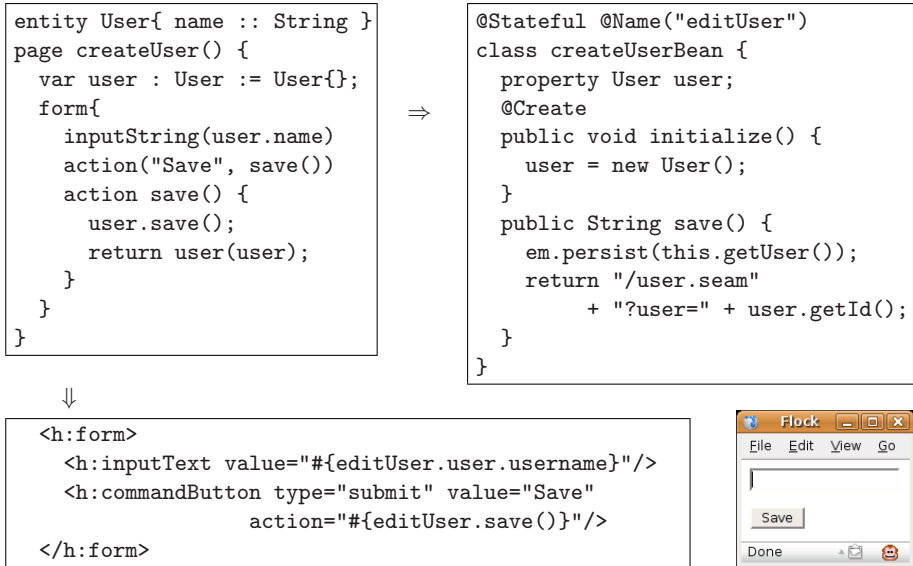 entity User{ name :: String }
page createUser() {
  var user : User := User{};
  form{
    inputString(user.name)
    action("Save", save())
    action save() {
      user.save();
      return user(user);
    }
  }
}
⇒
@Stateful @Name("editUser")
class createUserBean {
  property User user;
  @Create
  public void initialize() {
    user = new User();
  }
  public String save() {
    em.persist(this.getUser());
    return "/user.seam"
         + "?user=" + user.getId();
  }
}
⇓
<h:form>
  <h:inputText value="#{editUser.user.username}"/>
  <h:commandButton type="submit" value="Save"
                 action="#{editUser.save()}"/>
</h:form>
Flock
File Edit View Go
Save
Done